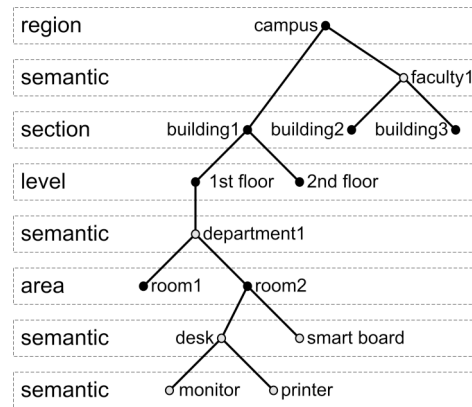 region campus
semantic faculty1
section building1 building2 building3
level 1st floor 2nd floor
semantic department1
area room1 room2
semantic desk smart board
semantic monitor printer